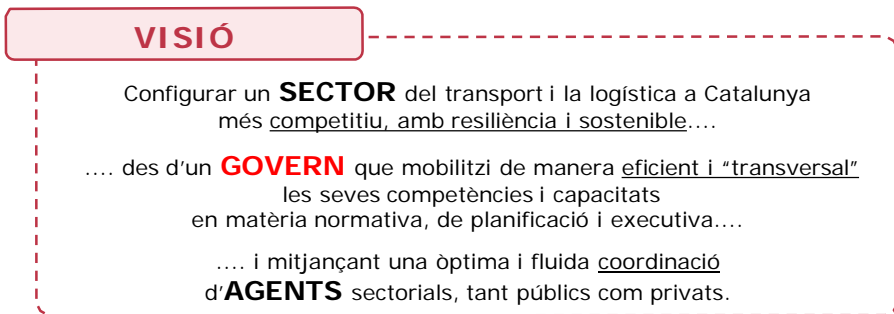 VISIÓ
Configurar un SECTOR del transport i la logística a Catalunya
més competitiu, amb resiliència i sostenible....
.... des d'un GOVERN que mobilitzi de manera eficient i “transversal”
les seves competències i capacitats
en matèria normativa, de planificació i executiva....
.... i mitjançant una òptima i fluida coordinació
d'AGENTS sectorials, tant públics com privats.